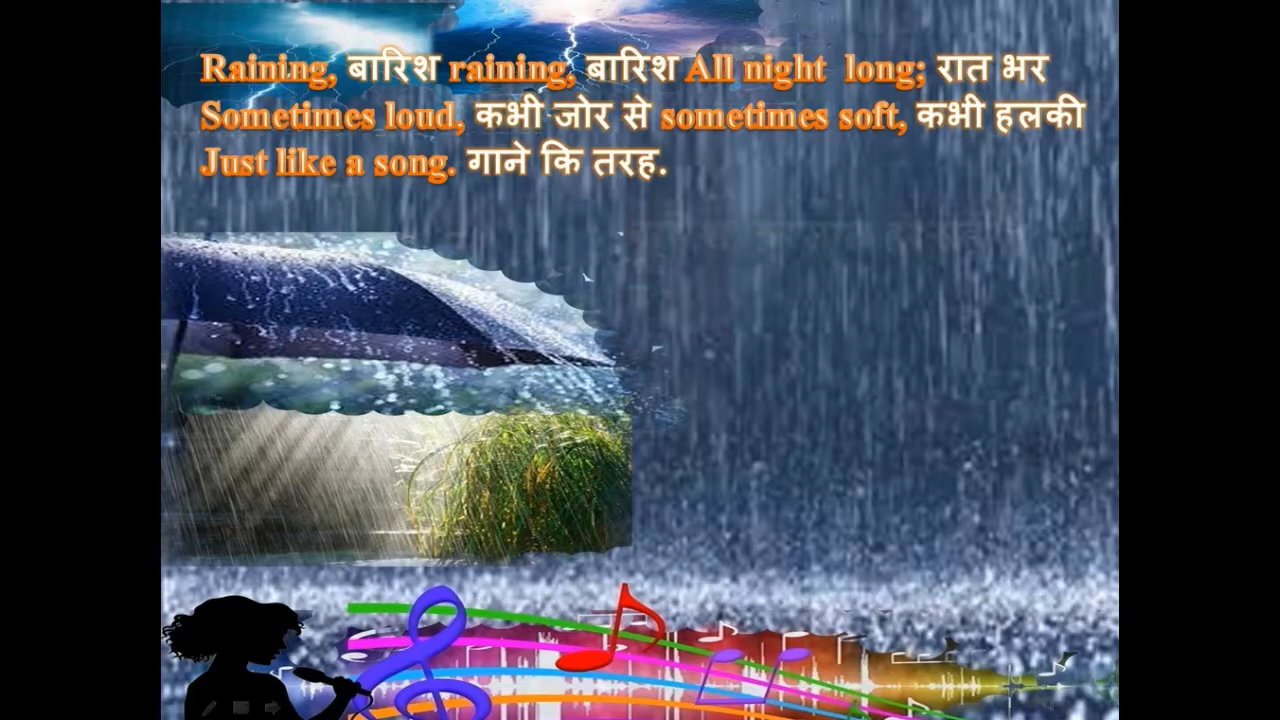 Raining, बारिश raining, बारिश All night long; रात भर
Sometimes loud, कभी जोर से sometimes soft, कभी हलकी
Just like a song. गाने कि तरह.